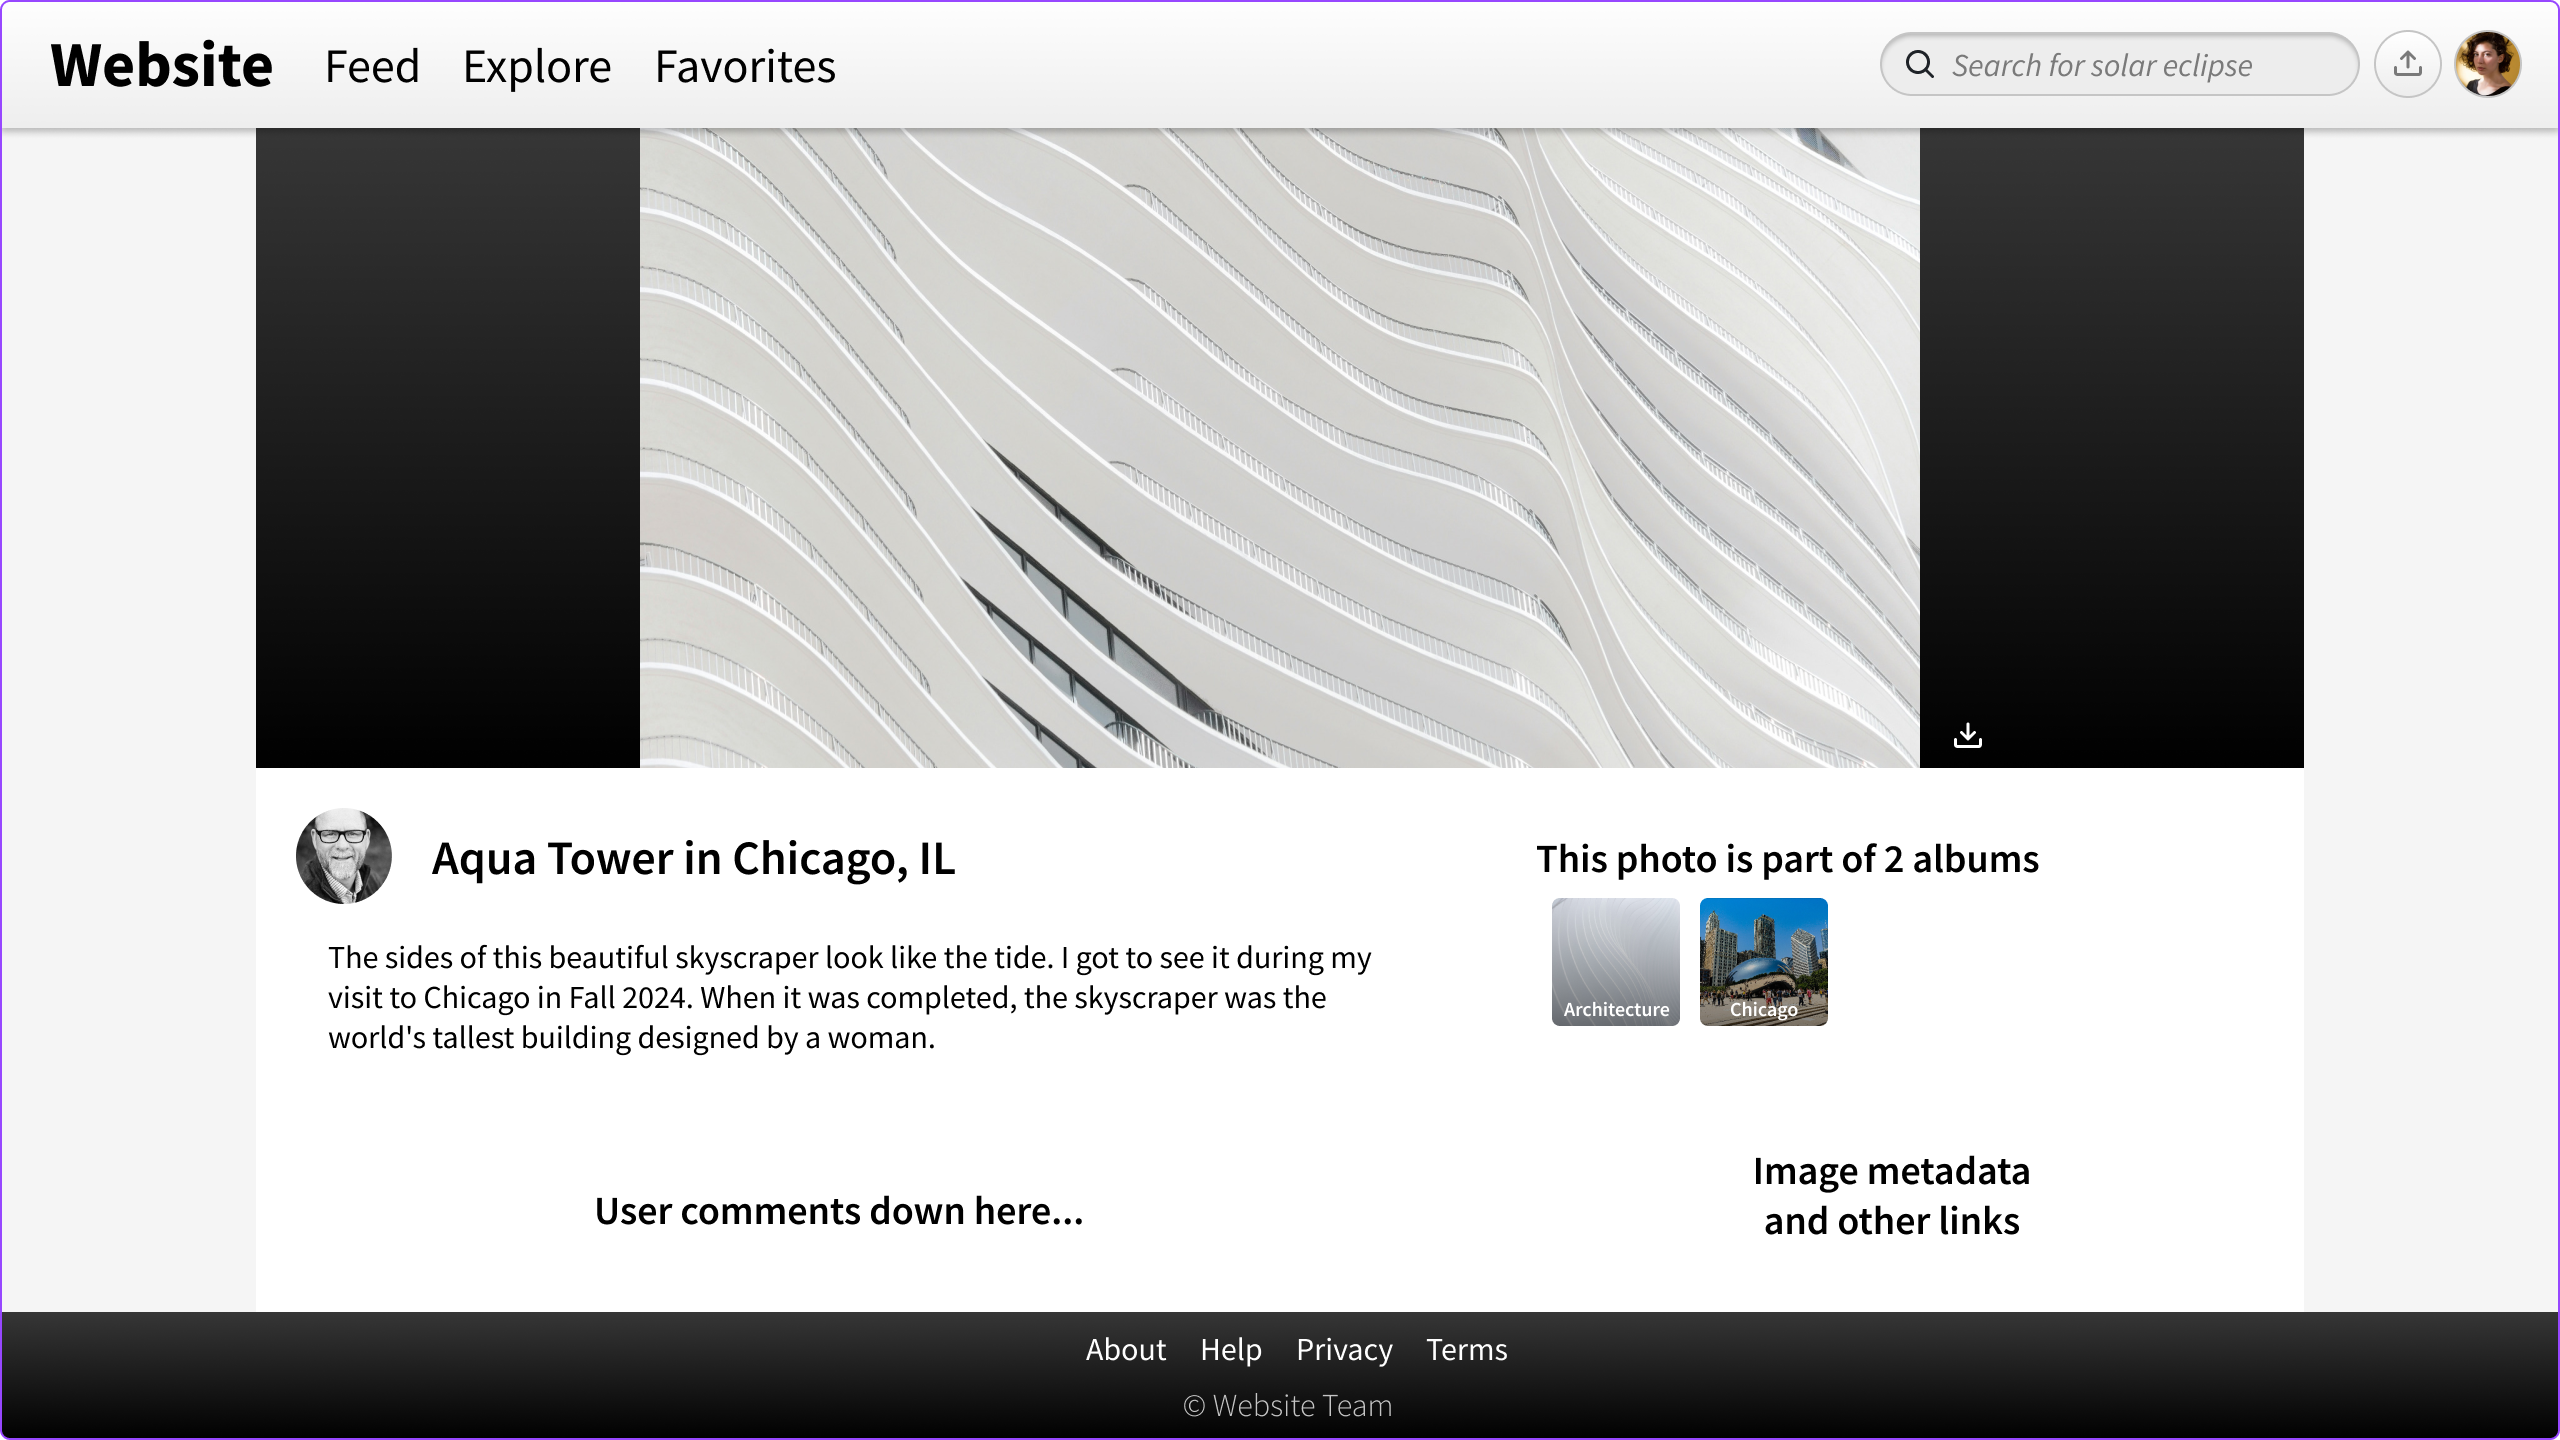 Website Feed Explore Favorites Search for solar eclipse
Aqua Tower in Chicago, IL
The sides of this beautiful skyscraper look like the tide. I got to see it during my
visit to Chicago in Fall 2024. When it was completed, the skyscraper was the
world's tallest building designed by a woman.
This photo is part of 2 albums
Architecture Chicago
User comments down here...
Image metadata
and other links
About Help Privacy Terms
© Website Team